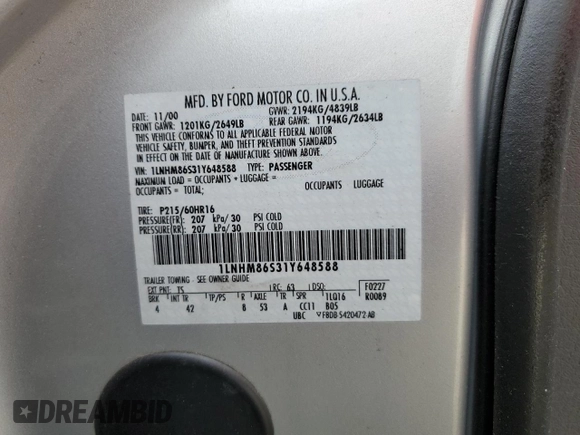 MFD. BY FORD MOTOR CO. IN U.S.A.
DATE: 11/00 GVWR: 2194KG/4839LB
FRONT GAWR: 1201KG/2649LB REAR GAWR: 1194KG/2634LB
THIS VEHICLE CONFORMS TO ALL APPLICABLE FEDERAL MOTOR
VEHICLE SAFETY, BUMPER, AND THEFT PREVENTION STANDARDS
IN EFFECT ON THE DATE OF MANUFACTURE SHOWN ABOVE.
VIN: 1LNHM86S31Y648588 TYPE: PASSENGER
MAXIMUM LOAD = OCCUPANTS + LUGGAGE =
OCCUPANTS = TOTAL; OCCUPANTS LUGGAGE
TIRE: P215/60HR16
PRESSURE(FR): 207 kPa/ 30 PSI COLD
PRESSURE(RR): 207 kPa/ 30 PSI COLD
1LNHM86S31Y648588
TRAILER TOWING - SEE OWNER GUIDE
EXT PNT: TS RC: 63 DSO: F0227
BRK INT TR TP/PS R AXLE TR SPR 1L016 R0089
4 42 8 53 A CC11 B05
UBC F8DB 5420472 AB
DREAMBID